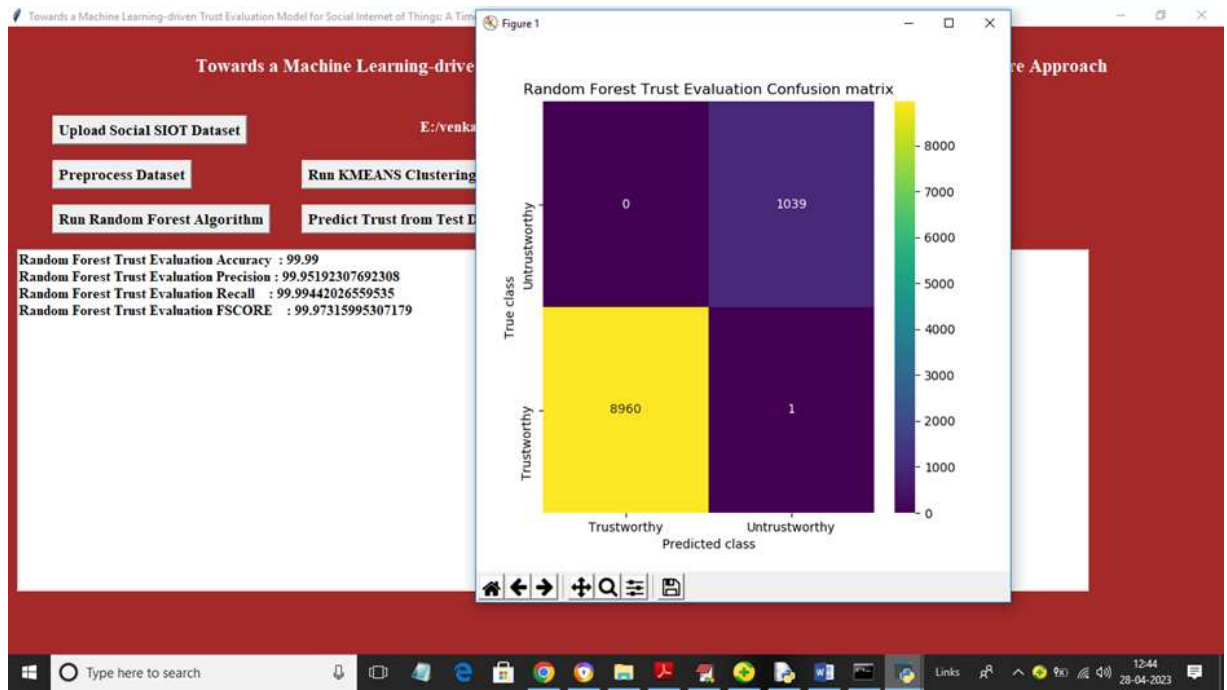 Towards a Machine Learning-driven Trust Evaluation Model for Social Internet of Things: A Tim
Figure 1
Towards a Machine Learning-drive
re Approach
Upload Social SIOT Dataset
E:/venka
Preprocess Dataset
Run KMEANS Clustering
Run Random Forest Algorithm
Predict Trust from Test D
Random Forest Trust Evaluation Accuracy : 99.99
Random Forest Trust Evaluation Precision : 99.95192307692308
Random Forest Trust Evaluation Recall : 99.99442026559535
Random Forest Trust Evaluation FSCORE : 99.97315995307179
Random Forest Trust Evaluation Confusion matrix
True class
Untrustworthy
Trustworthy
0
1039
8960
1
Trustworthy
Untrustworthy
Predicted class
8000
7000
6000
5000
4000
3000
2000
1000
0
Type here to search
Links
12:44
28-04-2023